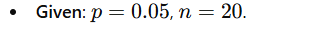 • Given: p = 0.05, n = 20.